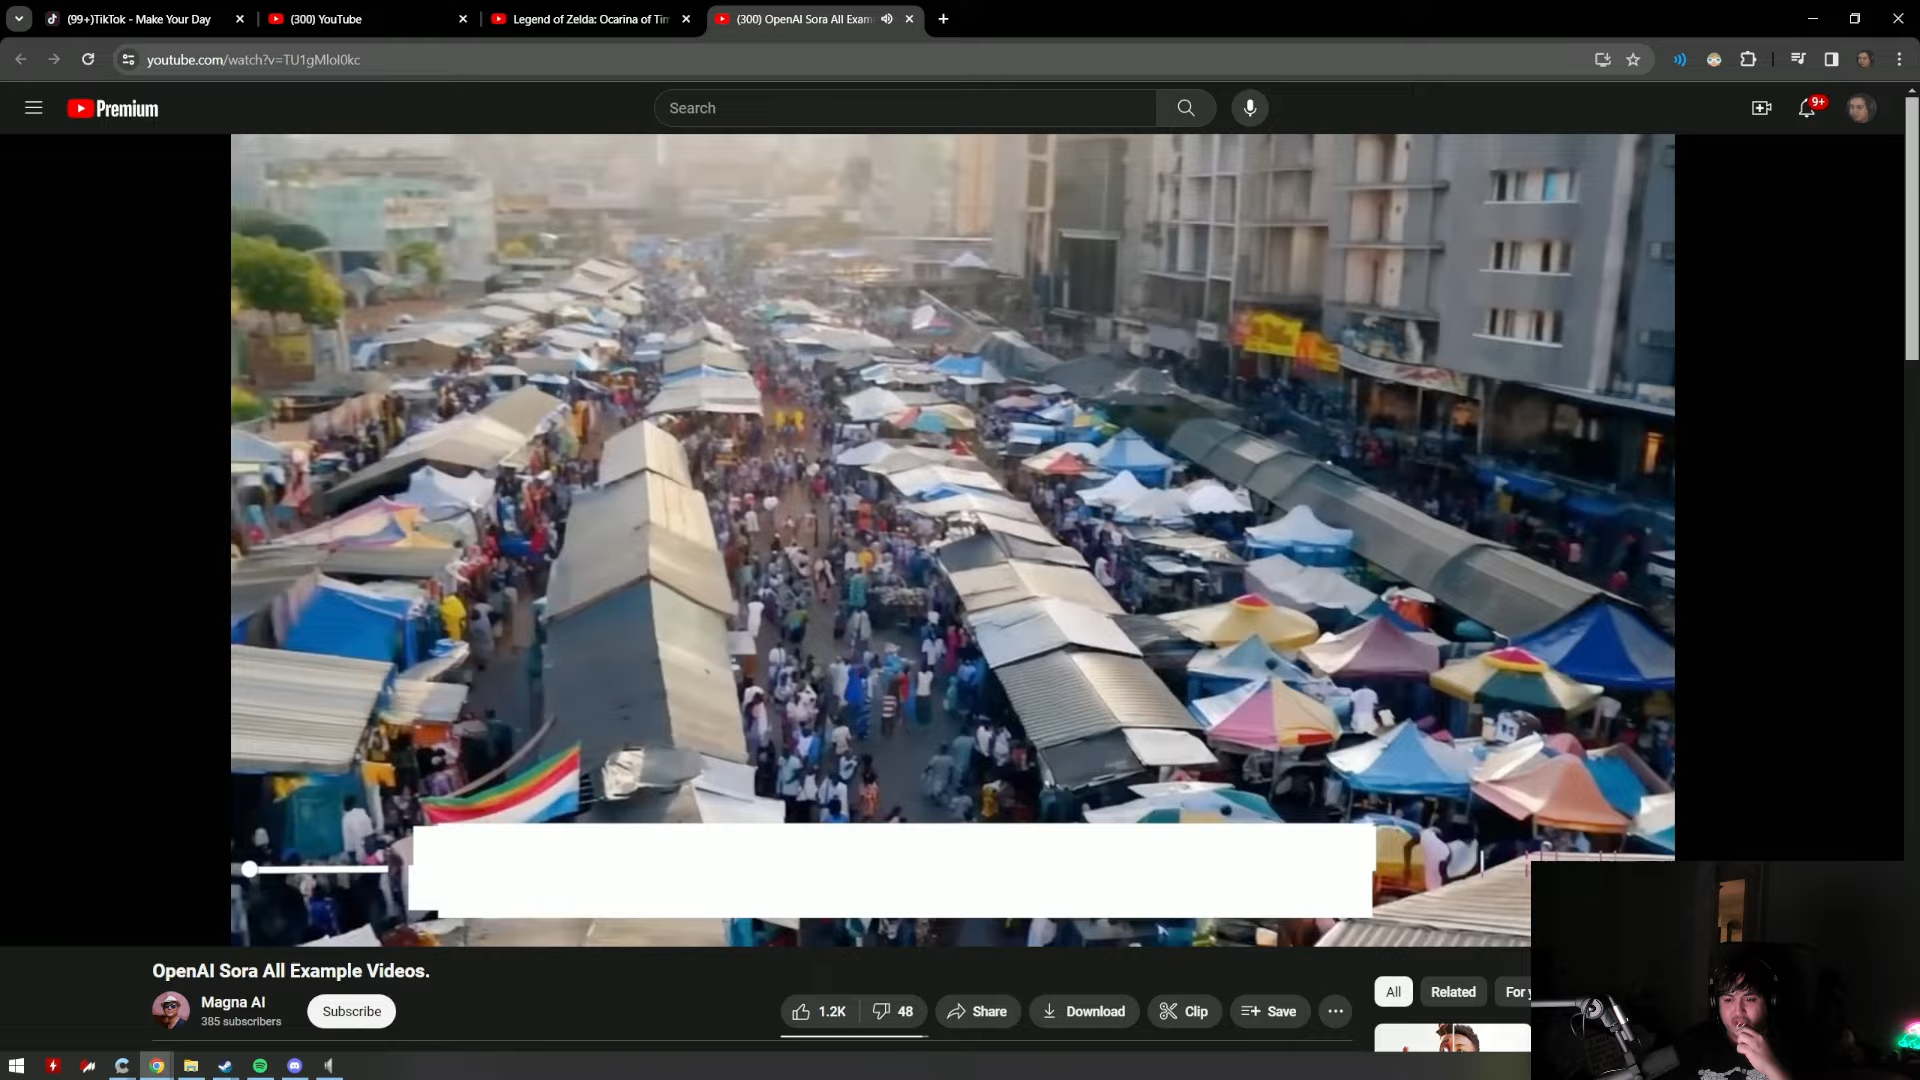 (99+)TikTok - Make Your Day
(300) YouTube
Legend of Zelda: Ocarina of Tim
(300) OpenAI Sora All Exam
youtube.com/watch?v=TU1gMloI0kc
Premium
Search
9+
OpenAI Sora All Example Videos.
Magna AI
385 subscribers
Subscribe
1.2K
48
Share
Download
Clip
Save
All
Related
For y